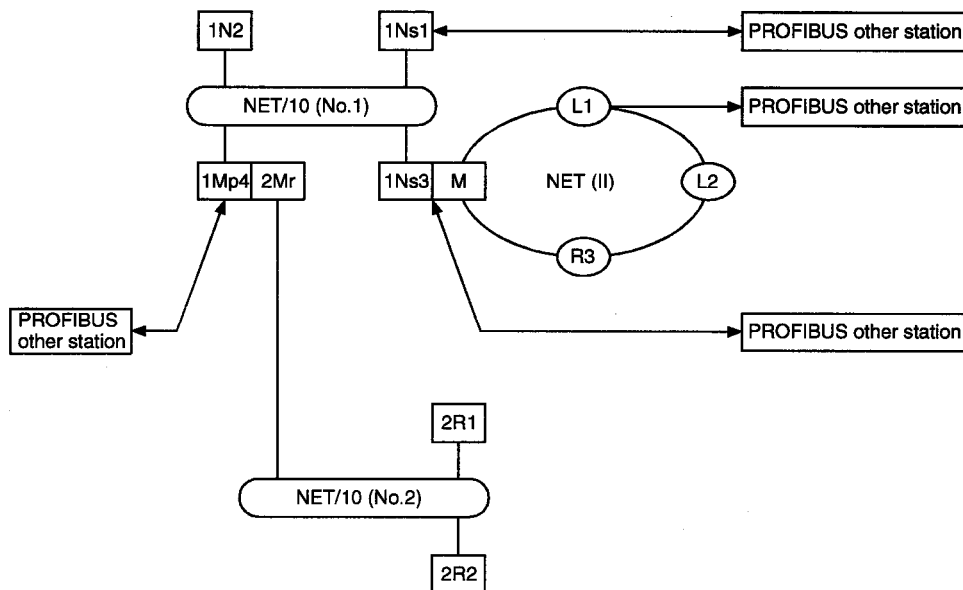 1N2
1Ns1
PROFIBUS other station
NET/10 (No.1)
L1
PROFIBUS other station
1Mp4
2Mr
1Ns3
M
NET (II)
L2
R3
PROFIBUS
other station
PROFIBUS other station
2R1
NET/10 (No.2)
2R2